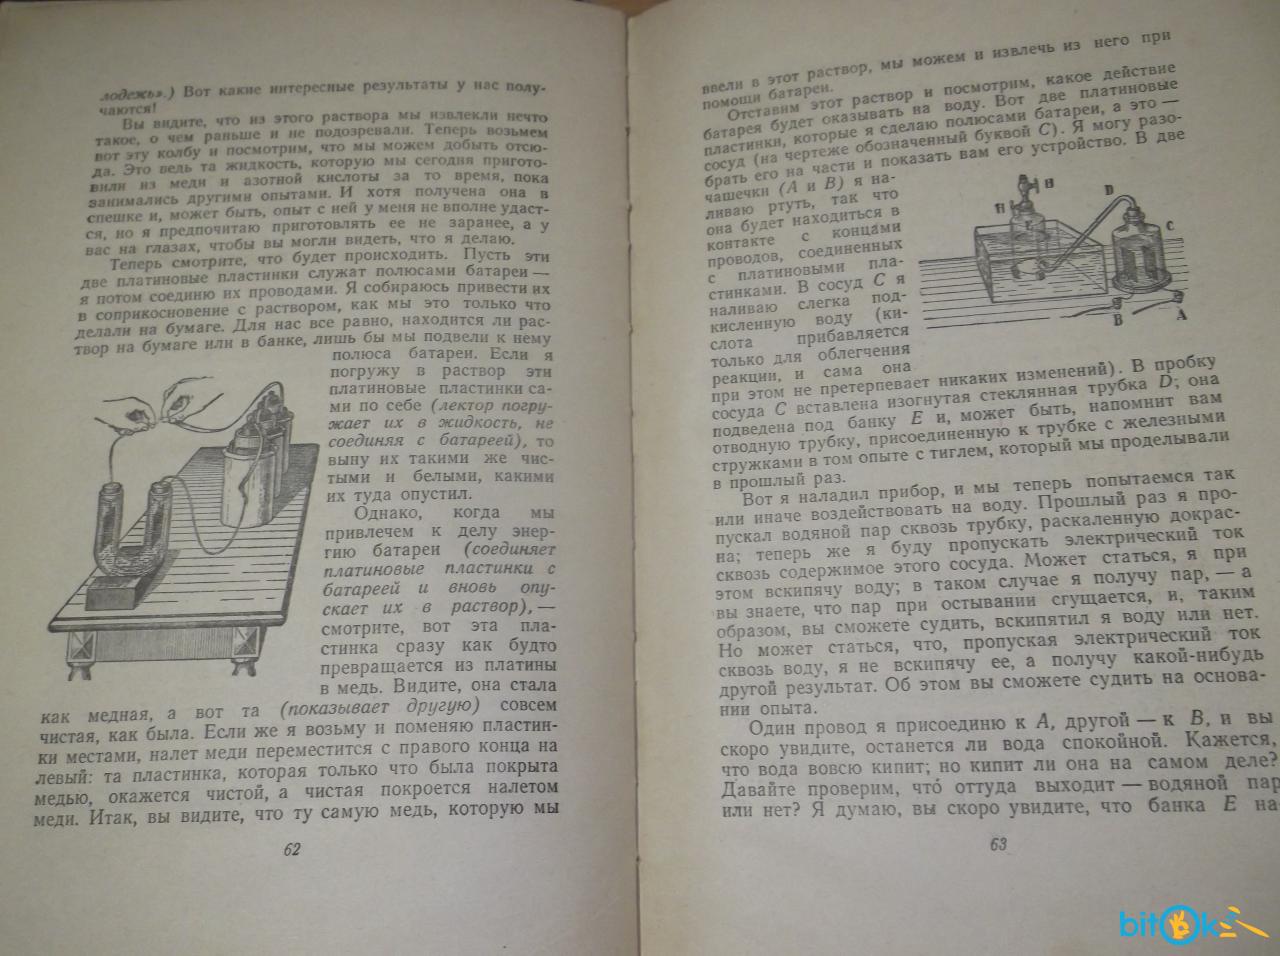 лодежь».) Вот какие интересные результаты у нас полу-
чаются!
Вы видите, что из этого раствора мы извлекли нечто
такое, о чем раньше и не подозревали. Теперь возьмем
вот эту колбу и посмотрим, что мы можем добыть отсю-
да. Это ведь та жидкость, которую мы сегодня пригото-
вили из меди и азотной кислоты за то время, пока
занимались другими опытами. И хотя получена она в
спешке и, может быть, опыт с ней у меня не вполне удаст-
ся, но я предпочитаю приготовлять ее не заранее, а у
вас на глазах, чтобы вы могли видеть, что я делаю.
Теперь смотрите, что будет происходить. Пусть эти
две платиновые пластинки служат полюсами батареи —
я потом соединю их проводами. Я собираюсь привести их
в соприкосновение с раствором, как мы это только что
делали на бумаге. Для нас все равно, находится ли рас-
твор на бумаге или в банке, лишь бы мы подвели к нему
полюса батареи. Если я
погружу в раствор эти
платиновые пластинки са-
ми по себе (лектор погру-
жает их в жидкость, не
соединяя с батареей), то
выну их такими же чис-
тыми и белыми, какими
их туда опустил.
Однако, когда мы
привлечем к делу энер-
гию батареи (соединяет
платиновые пластинки с
батареей и вновь опу-
скает их в раствор), —
смотрите, вот эта пла-
стинка сразу как будто
превращается из платины
в медь. Видите, она стала
как медная, а вот та (показывает другую) совсем
чистая, как была. Если же я возьму и поменяю пластин-
ки местами, налет меди переместится с правого конца на
левый: та пластинка, которая только что была покрыта
медью, окажется чистой, а чистая покроется налетом
меди. Итак, вы видите, что ту самую медь, которую мы
62
ввели в этот раствор, мы можем и извлечь из него при
помощи батареи.
Отставим этот раствор и посмотрим, какое действие
батарея будет оказывать на воду. Вот две платиновые
пластинки, которые я сделаю полюсами батареи, а это —
сосуд (на чертеже обозначенный буквой C). Я могу разо-
брать его на части и показать вам его устройство. В две
чашечки (A и B) я на-
ливаю ртуть, так что
она будет находиться в
контакте с концами
проводов, соединенных
с платиновыми пла-
стинками. В сосуд C я
наливаю слегка под-
кисленную воду (ки-
слота прибавляется
только для облегчения
реакции, и сама она
при этом не претерпевает никаких изменений). В пробку
сосуда C вставлена изогнутая стеклянная трубка D; она
подведена под банку E и, может быть, напомнит вам
отводную трубку, присоединенную к трубке с железными
стружками в том опыте с тиглем, который мы проделывали
в прошлый раз.
Вот я наладил прибор, и мы теперь попытаемся так
или иначе воздействовать на воду. Прошлый раз я про-
пускал водяной пар сквозь трубку, раскаленную докрас-
на; теперь же я буду пропускать электрический ток
сквозь содержимое этого сосуда. Может статься, я при
этом вскипячу воду; в таком случае я получу пар, — а
вы знаете, что пар при остывании сгущается, и, таким
образом, вы сможете судить, вскипятил я воду или нет.
Но может статься, что, пропуская электрический ток
сквозь воду, я не вскипячу ее, а получу какой-нибудь
другой результат. Об этом вы сможете судить на основа-
нии опыта.
Один провод я присоединю к A, другой — к B, и вы
скоро увидите, останется ли вода спокойной. Кажется,
что вода вовсю кипит; но кипит ли она на самом деле?
Давайте проверим, что́ оттуда выходит — водяной пар
или нет? Я думаю, вы скоро увидите, что банка E на-
63
H
H
E
D
C
B
A
bitOk